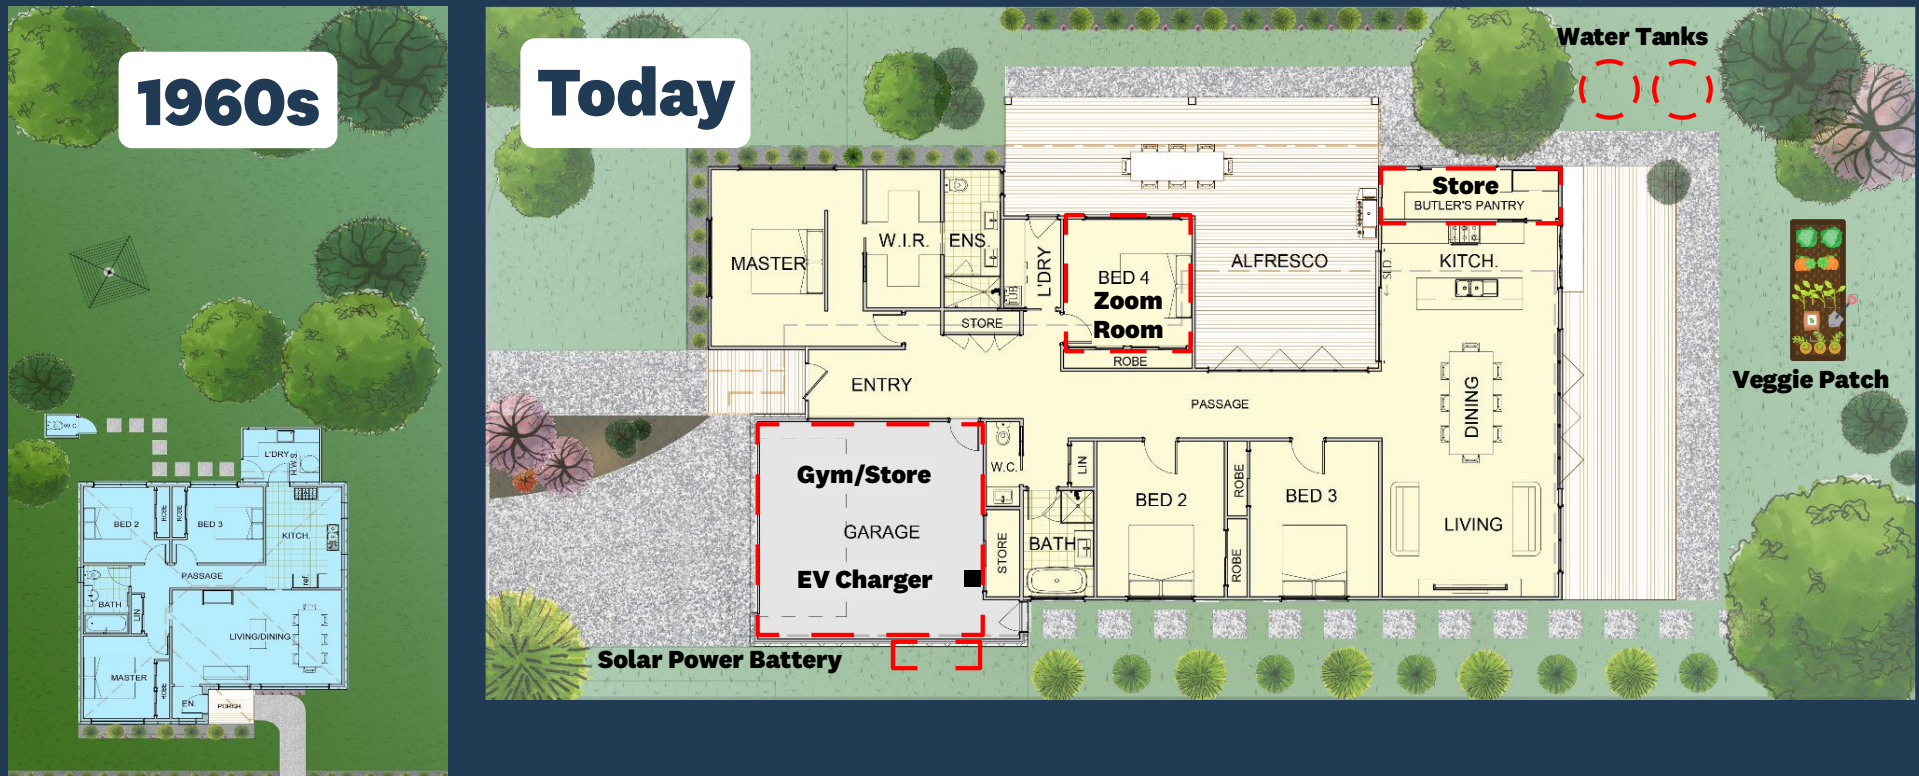 1960s
W.C.
L'DRY
H.W.S.
BED 2
ROBE
ROBE
BED 3
KITCH.
PASSAGE
ref.
BATH
LIN
LIVING/DINING
MASTER
ROBE
EN.
PORCH
Today
Water Tanks
Store
BUTLER'S PANTRY
MASTER
W.I.R.
ENS.
L'DRY
TUB
BED 4
Zoom
Room
ROBE
STORE
ALFRESCO
SLD.
KITCH.
ENTRY
PASSAGE
DINING
Veggie Patch
Gym/Store
GARAGE
EV Charger
W.C.
LIN
STORE
BATH
BED 2
ROBE
ROBE
BED 3
LIVING
Solar Power Battery